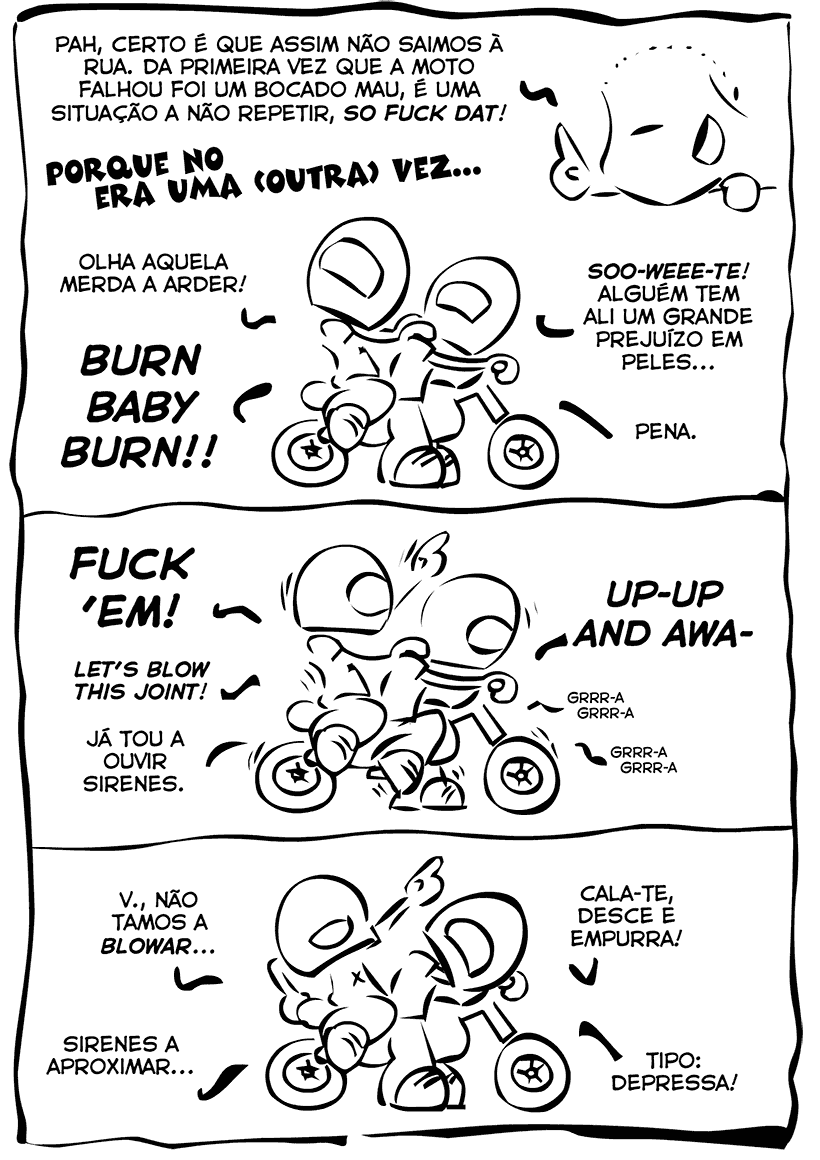 PAH, CERTO É QUE ASSIM NÃO SAIMOS À
RUA. DA PRIMEIRA VEZ QUE A MOTO
FALHOU FOI UM BOCADO MAU, É UMA
SITUAÇÃO A NÃO REPETIR, SO FUCK DAT!
PORQUE NO
ERA UMA (OUTRA) VEZ...
OLHA AQUELA
MERDA A ARDER!
SOO-WEEE-TE!
ALGUÉM TEM
ALI UM GRANDE
PREJUÍZO EM
PELES...
BURN
BABY
BURN!!
PENA.
FUCK
'EM!
UP-UP
AND AWA-
LET'S BLOW
THIS JOINT!
GRRR-A
GRRR-A
JÁ TOU A
OUVIR
SIRENES.
GRRR-A
GRRR-A
V., NÃO
TAMOS A
BLOWAR...
CALA-TE,
DESCE E
EMPURRA!
SIRENES A
APROXIMAR...
TIPO:
DEPRESSA!